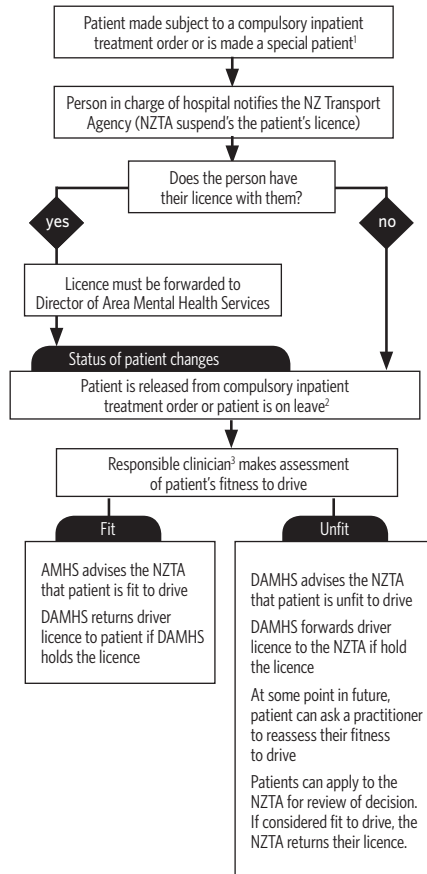 Patient made subject to a compulsory inpatient
treatment order or is made a special patient¹
Person in charge of hospital notifies the NZ Transport
Agency (NZTA suspend's the patient's licence)
Does the person have
their licence with them?
yes
no
Licence must be forwarded to
Director of Area Mental Health Services
Status of patient changes
Patient is released from compulsory inpatient
treatment order or patient is on leave²
Responsible clinician³ makes assessment
of patient's fitness to drive
Fit
AMHS advises the NZTA
that patient is fit to drive
DAMHS returns driver
licence to patient if DAMHS
holds the licence
Unfit
DAMHS advises the NZTA
that patient is unfit to drive
DAMHS forwards driver
licence to the NZTA if hold
the licence
At some point in future,
patient can ask a practitioner
to reassess their fitness
to drive
Patients can apply to the
NZTA for review of decision.
If considered fit to drive, the
NZTA returns their licence.